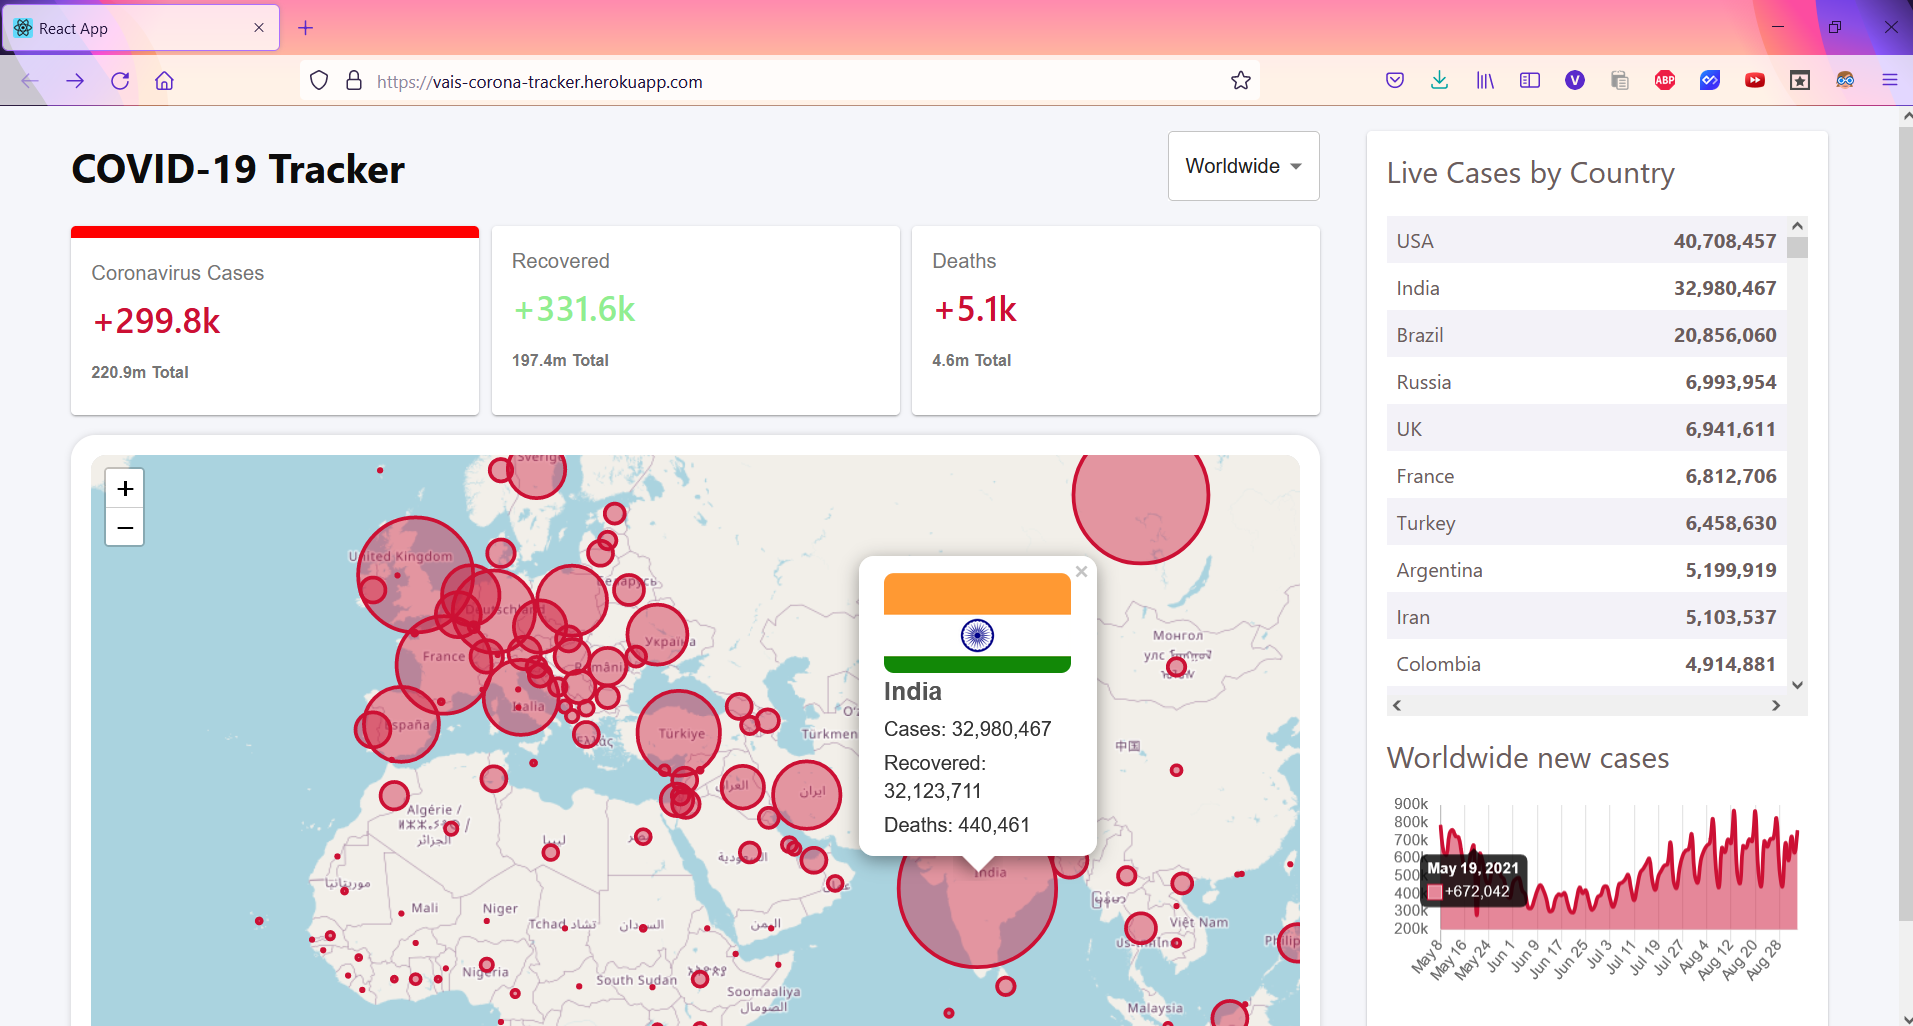 React App
https://vais-corona-tracker.herokuapp.com
COVID-19 Tracker
Worldwide
Coronavirus Cases
+299.8k
220.9m Total
Recovered
+331.6k
197.4m Total
Deaths
+5.1k
4.6m Total
+
−
Sverige
United Kingdom
Беларусь
Deutschland
Україна
France
România
Italia
España
Ελλάς
Türkiye
Türkmen
Монгол
улс
中国
العراق
ایران
Algérie /
الجزائر
ليبيا
مصر
السعودية
عمان
موريتانيا
Mali
Niger
Tchad تشاد
السودان
اليمن
Nigeria
South Sudan
Soomaaliya
الصومال
India
Việt Nam
Philip
Malaysia
India
Cases: 32,980,467
Recovered:
32,123,711
Deaths: 440,461
Live Cases by Country
USA 40,708,457
India 32,980,467
Brazil 20,856,060
Russia 6,993,954
UK 6,941,611
France 6,812,706
Turkey 6,458,630
Argentina 5,199,919
Iran 5,103,537
Colombia 4,914,881
Worldwide new cases
900k
800k
700k
600k
500k
400k
300k
200k
May 19, 2021
+672,042
May 8
May 16
May 24
Jun 1
Jun 9
Jun 17
Jun 25
Jul 3
Jul 11
Jul 19
Jul 27
Aug 4
Aug 12
Aug 20
Aug 28
V
ABP